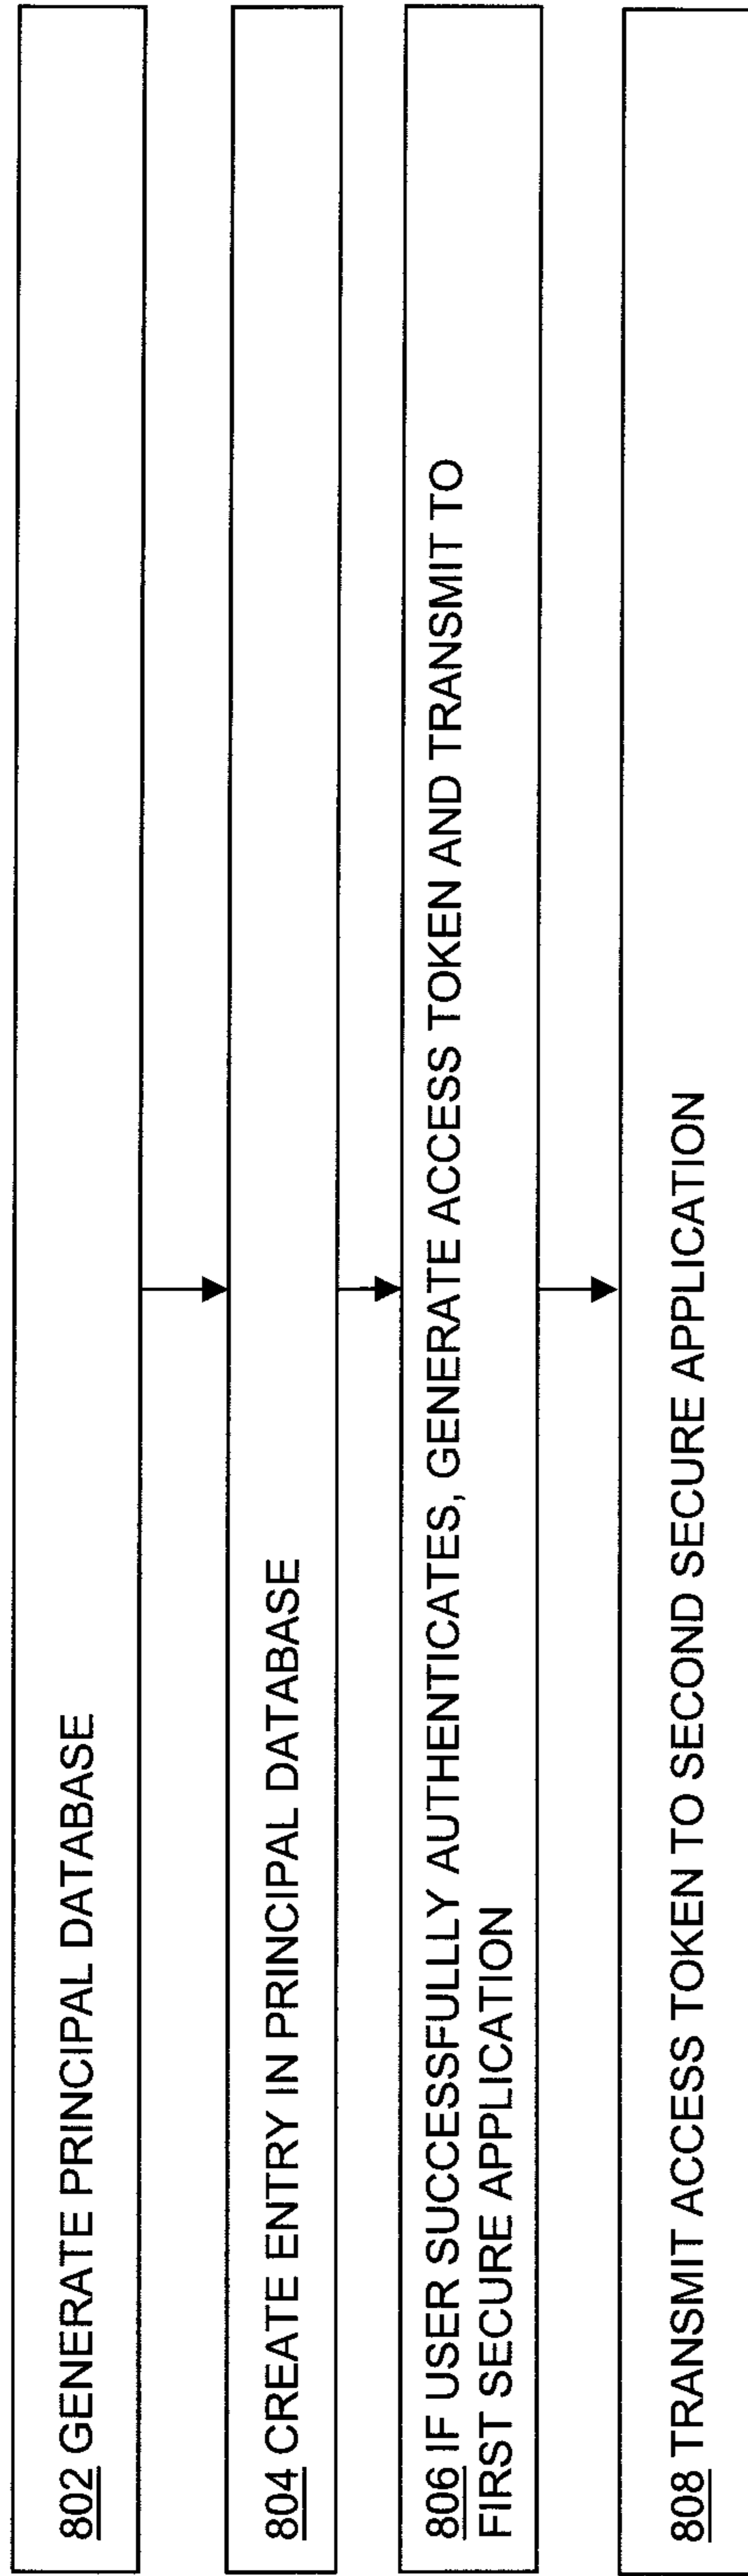 802 GENERATE PRINCIPAL DATABASE
804 CREATE ENTRY IN PRINCIPAL DATABASE
806 IF USER SUCCESSFULLLY AUTHENTICATES, GENERATE ACCESS TOKEN AND TRANSMIT TO
FIRST SECURE APPLICATION
808 TRANSMIT ACCESS TOKEN TO SECOND SECURE APPLICATION